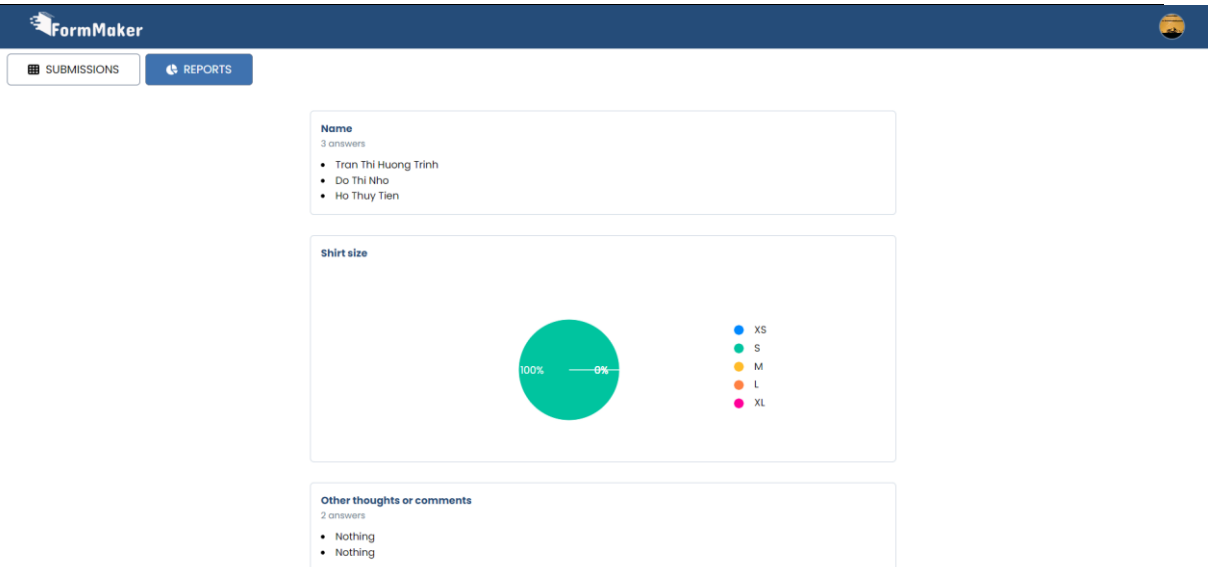 FormMaker
SUBMISSIONS
REPORTS
Name
3 answers
Tran Thi Huong Trinh
Do Thi Nho
Ho Thuy Tien
Shirt size
100%
0%
XS
S
M
L
XL
Other thoughts or comments
2 answers
Nothing
Nothing